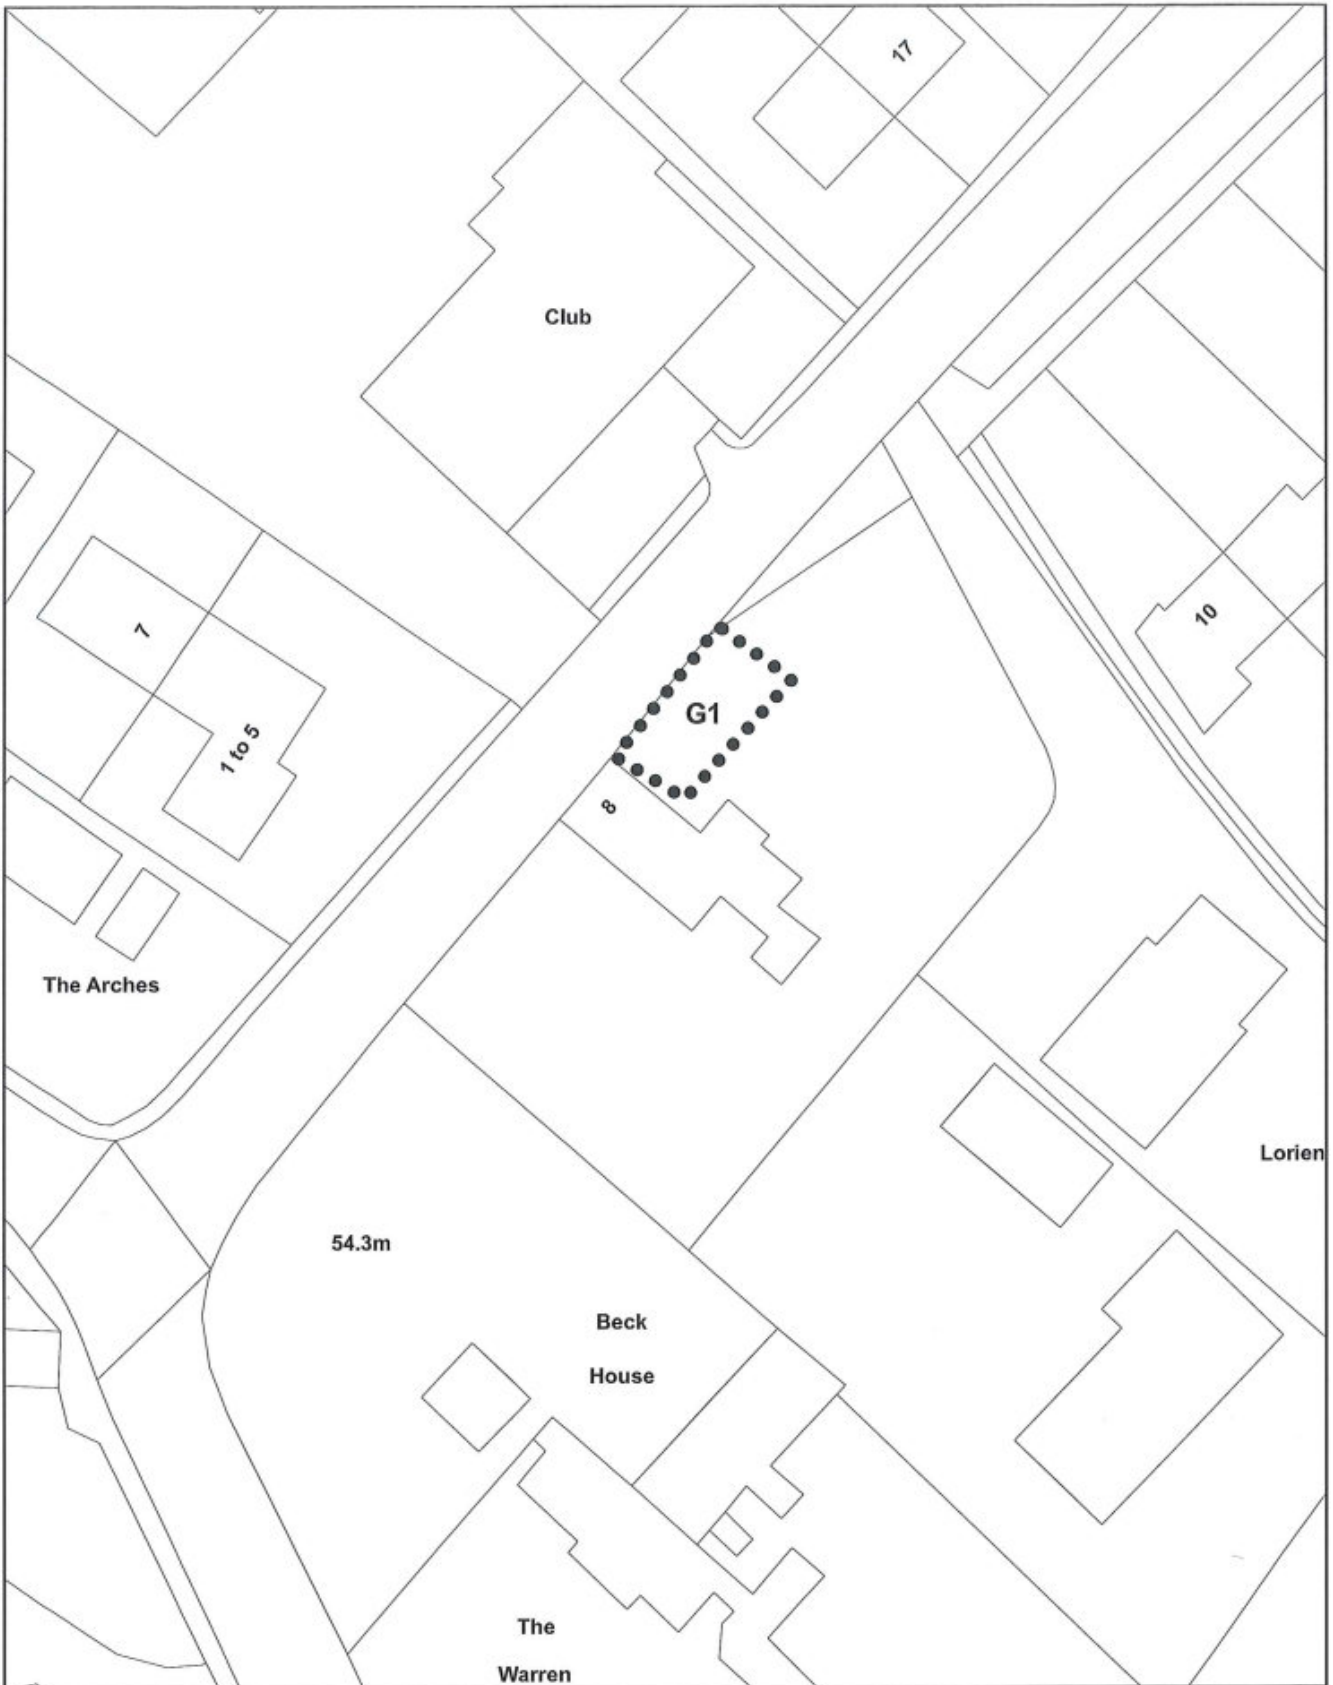 17
Club
10
7
G1
1 to 5
8
The Arches
Lorien
54.3m
Beck
House
The
Warren